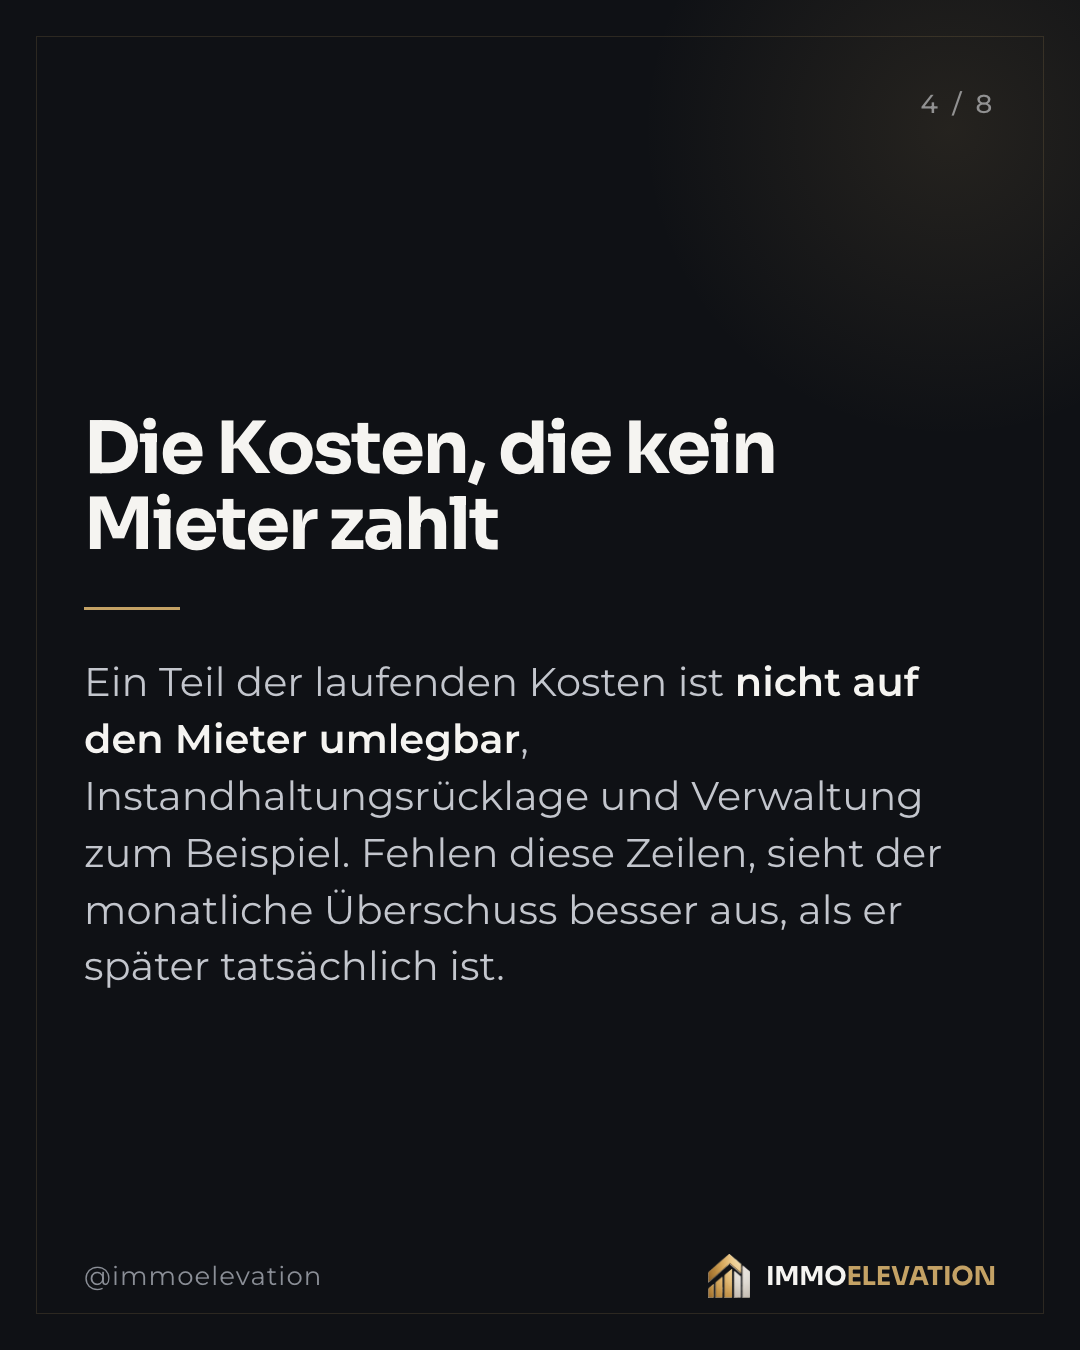 4 / 8
Die Kosten, die kein
Mieter zahlt
Ein Teil der laufenden Kosten ist nicht auf
den Mieter umlegbar,
Instandhaltungsrücklage und Verwaltung
zum Beispiel. Fehlen diese Zeilen, sieht der
monatliche Überschuss besser aus, als er
später tatsächlich ist.
@immoelevation
IMMOELEVATION